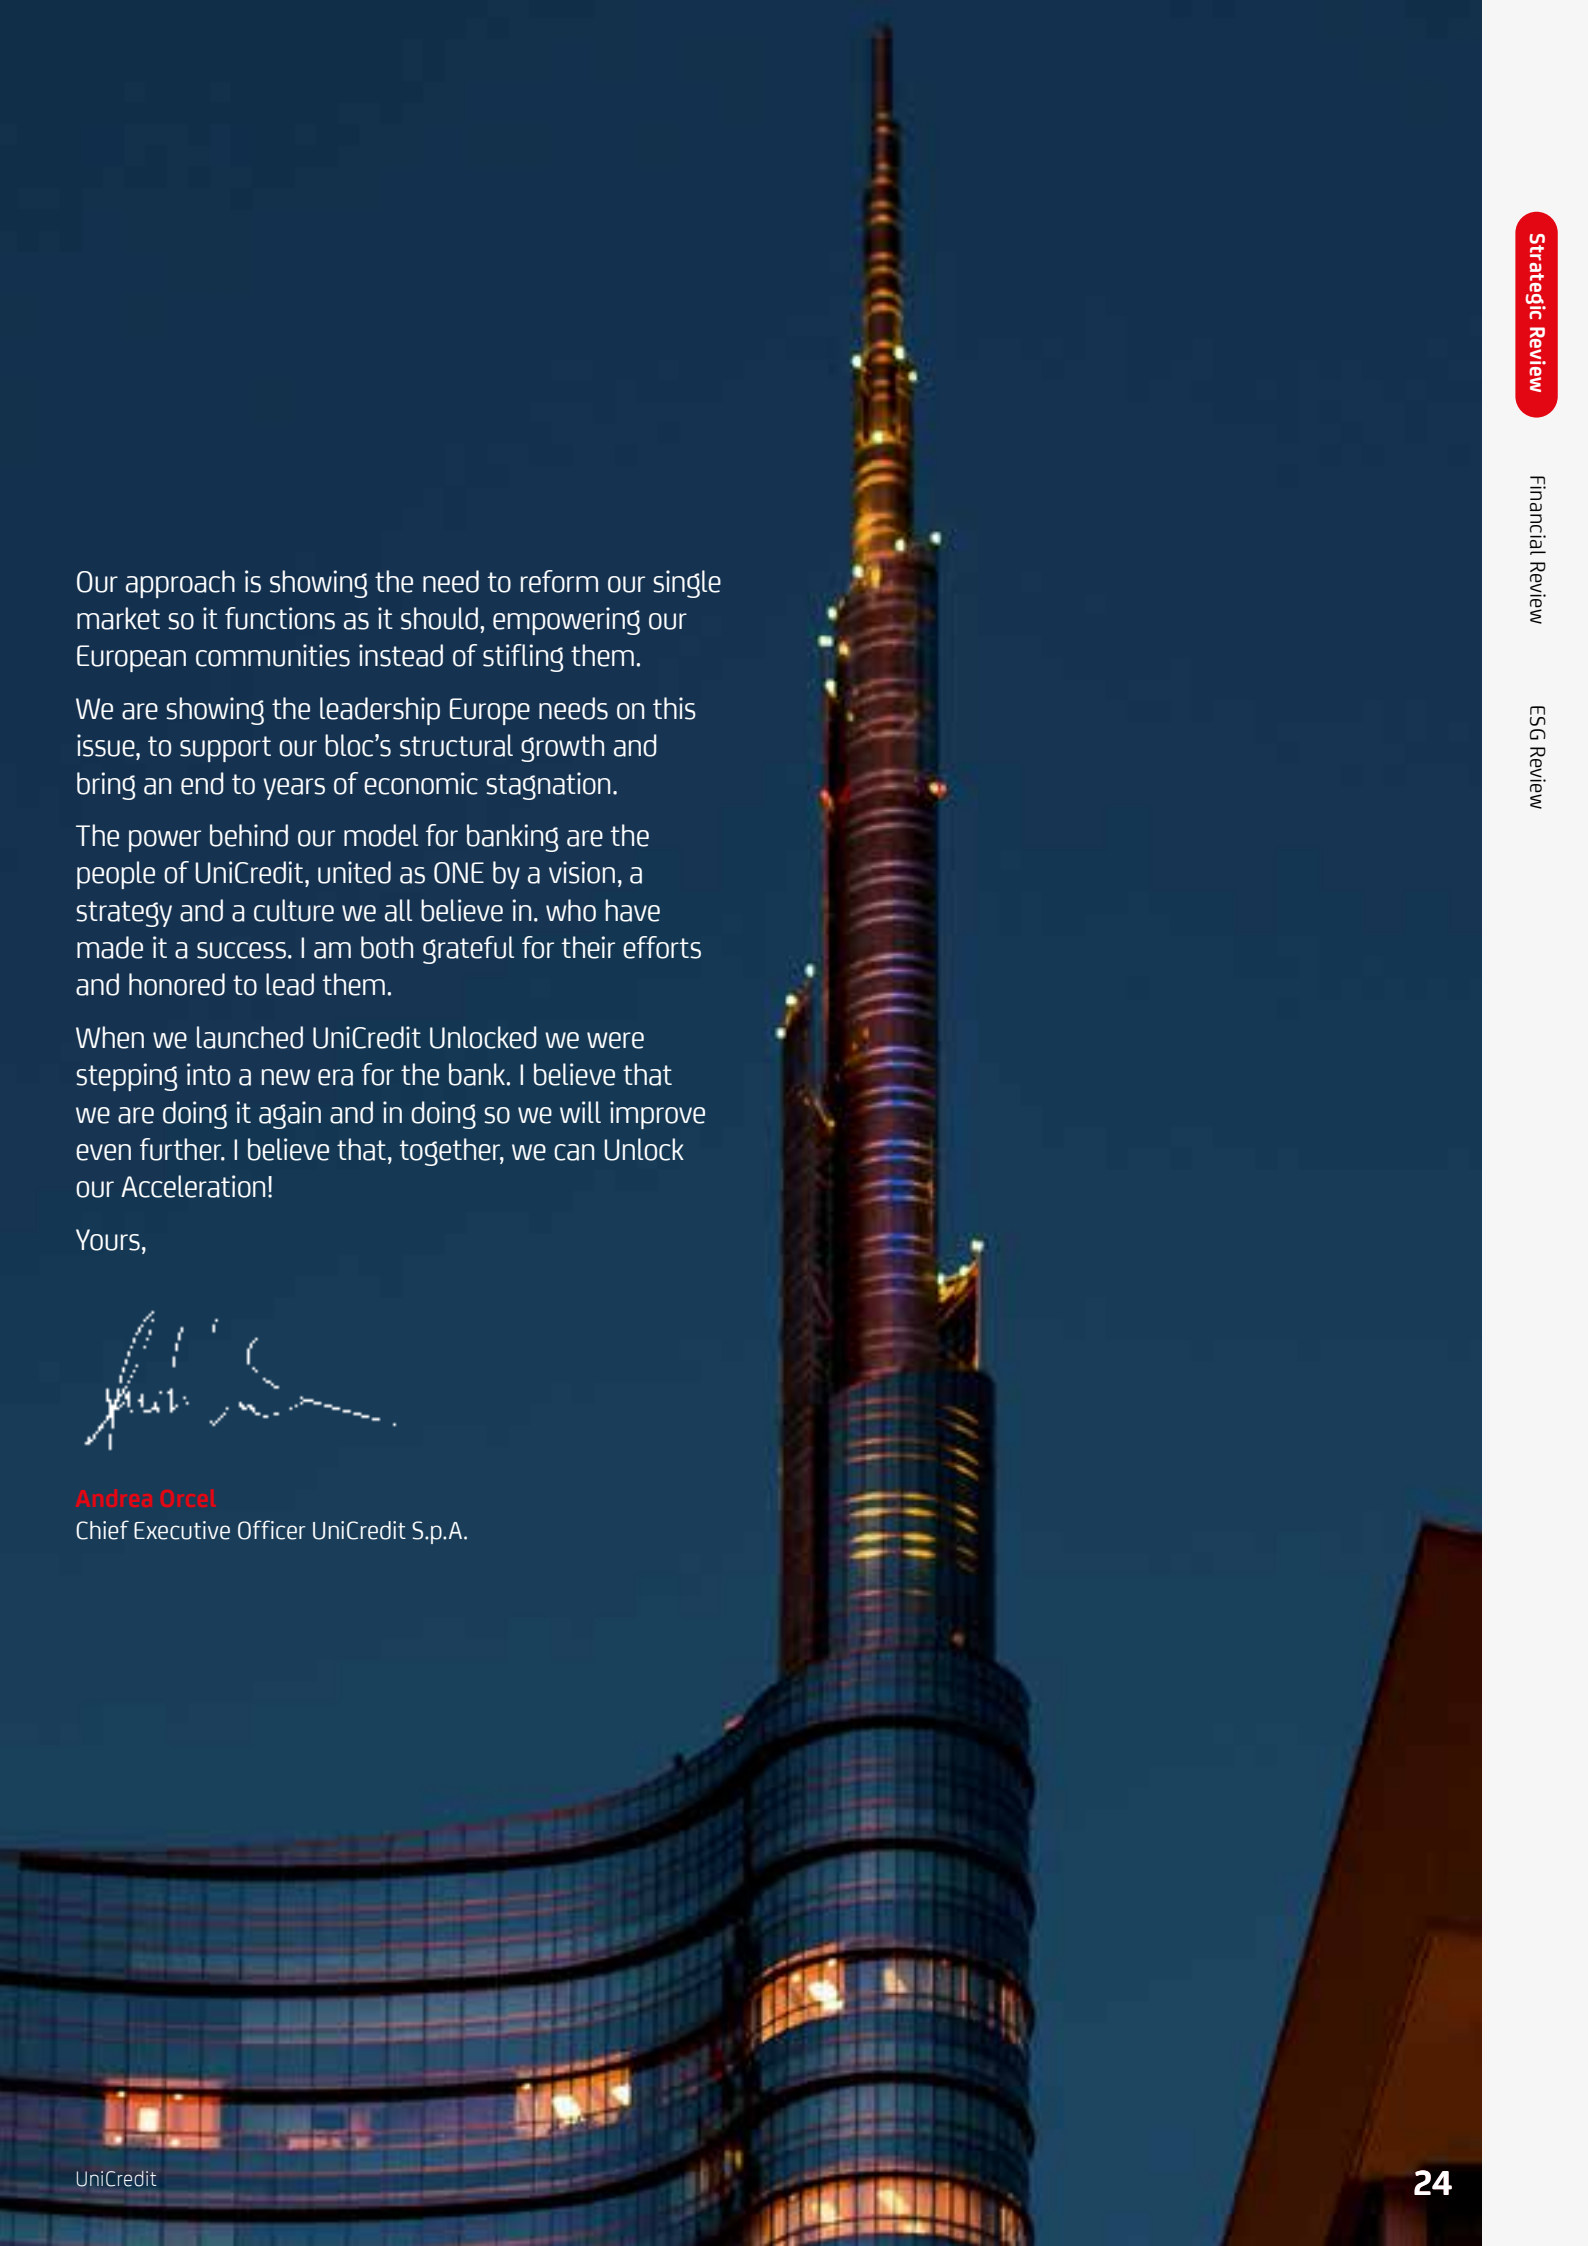 Our approach is showing the need to reform our single
market so it functions as it should, empowering our
European communities instead of stifling them.
We are showing the leadership Europe needs on this
issue, to support our bloc’s structural growth and
bring an end to years of economic stagnation.
The power behind our model for banking are the
people of UniCredit, united as ONE by a vision, a
strategy and a culture we all believe in. who have
made it a success. I am both grateful for their efforts
and honored to lead them.
When we launched UniCredit Unlocked we were
stepping into a new era for the bank. I believe that
we are doing it again and in doing so we will improve
even further. I believe that, together, we can Unlock
our Acceleration!
Yours,
Andrea Orcel
Chief Executive Officer UniCredit S.p.A.
UniCredit
24
Strategic Review
Financial Review
ESG Review